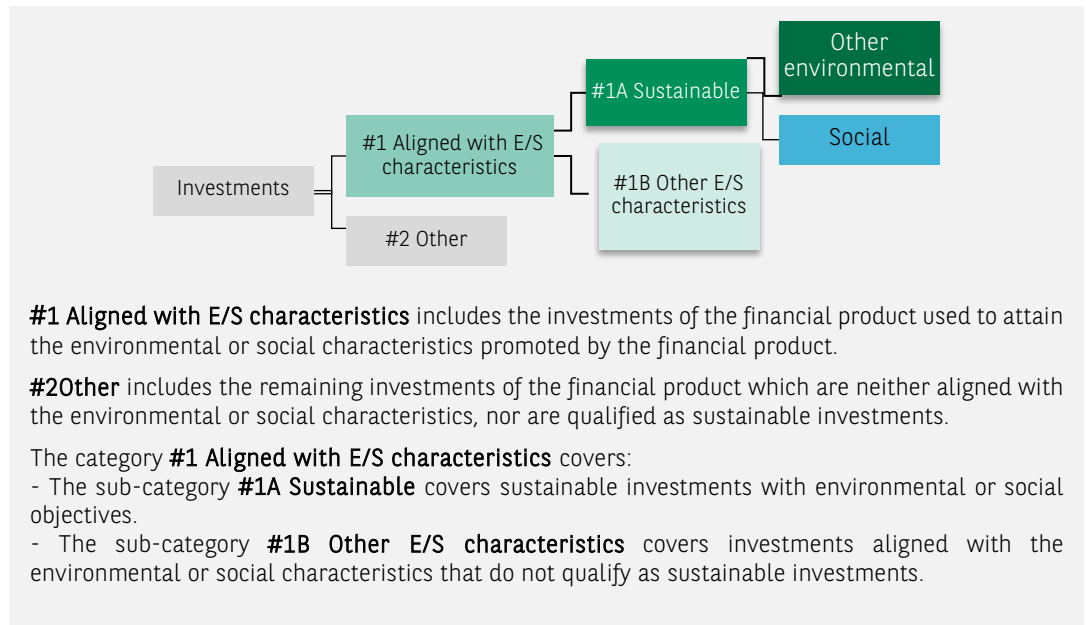 Other
environmental
#1A Sustainable
Social
#1 Aligned with E/S
characteristics
Investments
#1B Other E/S
characteristics
#2 Other
#1 Aligned with E/S characteristics includes the investments of the financial product used to attain
the environmental or social characteristics promoted by the financial product.
#2Other includes the remaining investments of the financial product which are neither aligned with
the environmental or social characteristics, nor are qualified as sustainable investments.
The category #1 Aligned with E/S characteristics covers:
- The sub-category #1A Sustainable covers sustainable investments with environmental or social
objectives.
- The sub-category #1B Other E/S characteristics covers investments aligned with the
environmental or social characteristics that do not qualify as sustainable investments.